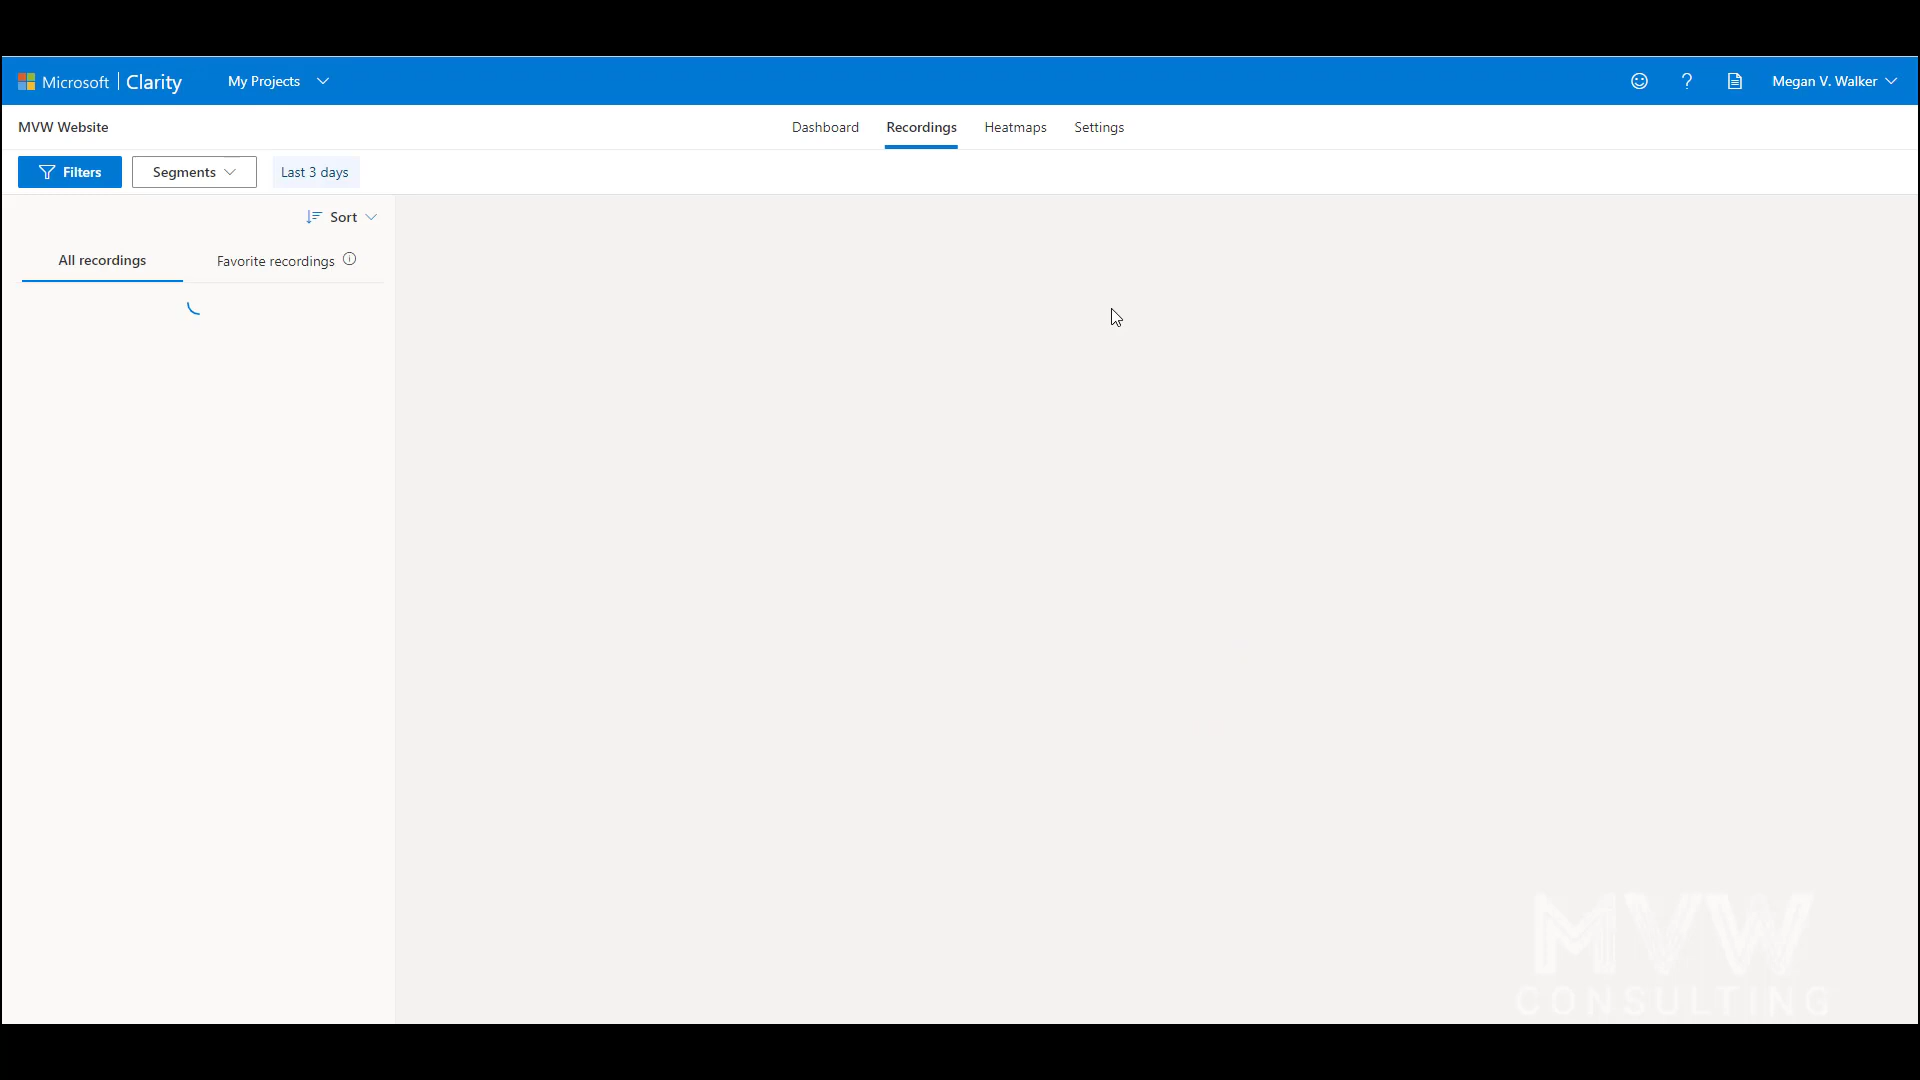 Microsoft | Clarity My Projects Megan V. Walker
MVW Website Dashboard Recordings Heatmaps Settings
Filters Segments Last 3 days
Sort
All recordings Favorite recordings
MVW
CONSULTING